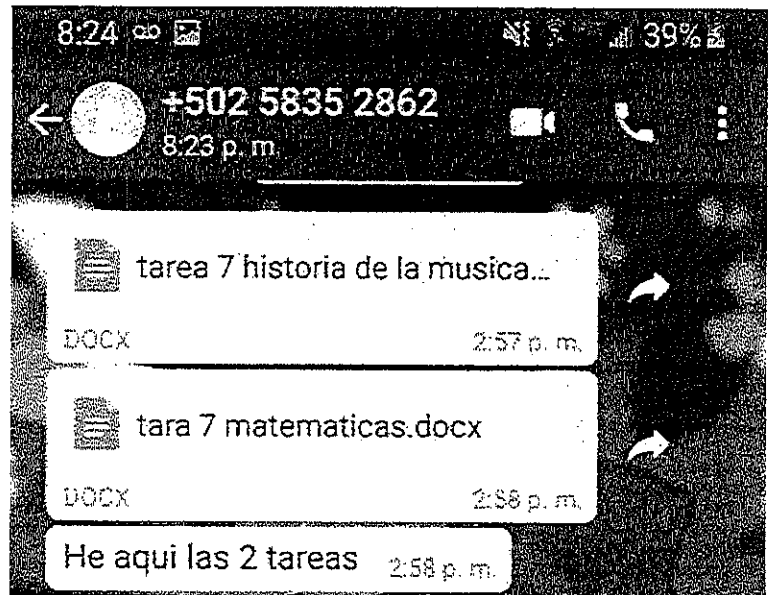 8:24
39%
+502 5835 2862
8:23 p. m.
tarea 7 historia de la musica...
DOCX 2:57 p. m.
tara 7 matematicas.docx
DOCX 2:58 p. m.
He aqui las 2 tareas 2:58 p. m.